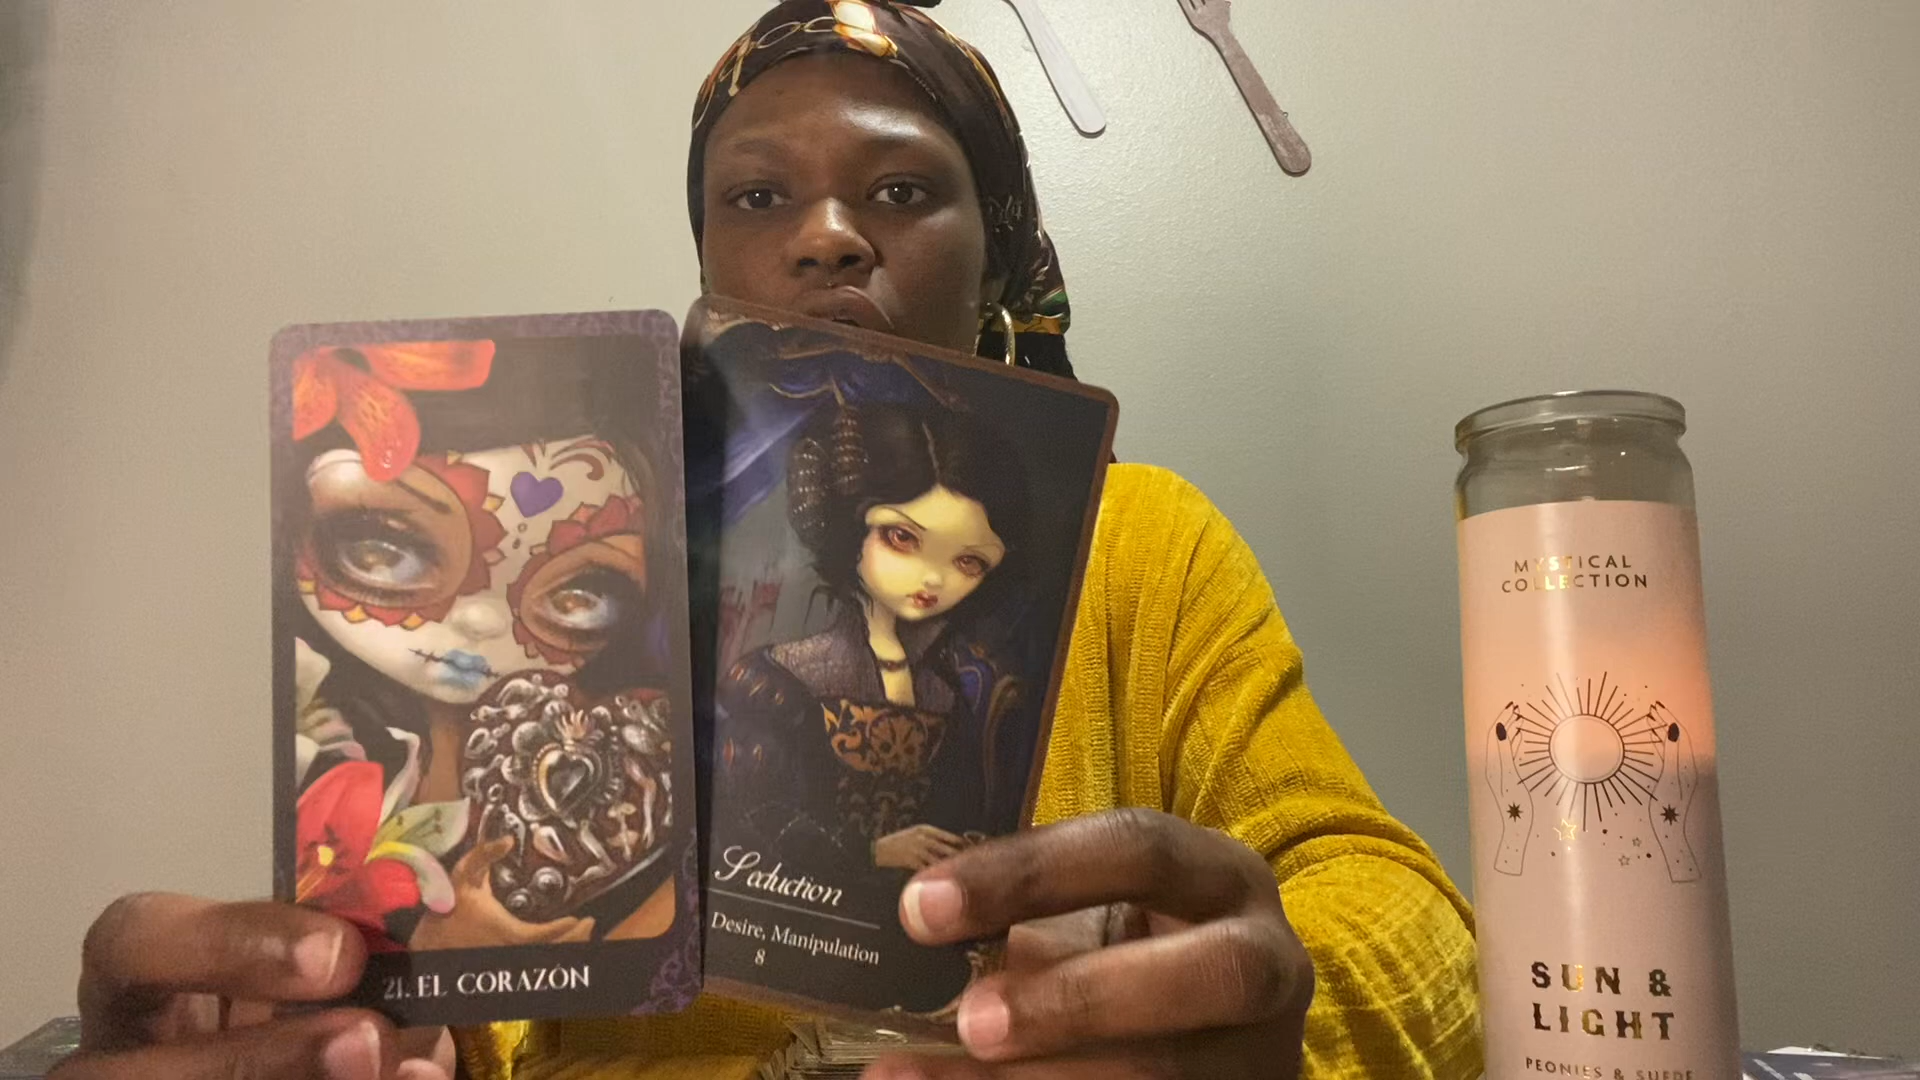 21. EL CORAZÓN
Seduction
Desire, Manipulation
8
MYSTICAL
COLLECTION
SUN &
LIGHT
PEONIES & SUEDE